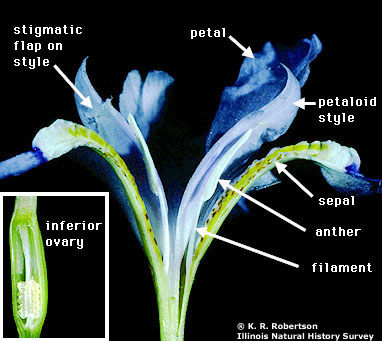 stigmatic
flap on
style
petal
petaloid
style
sepal
anther
filament
inferior
ovary
® K. R. Robertson
Illinois Natural History Survey